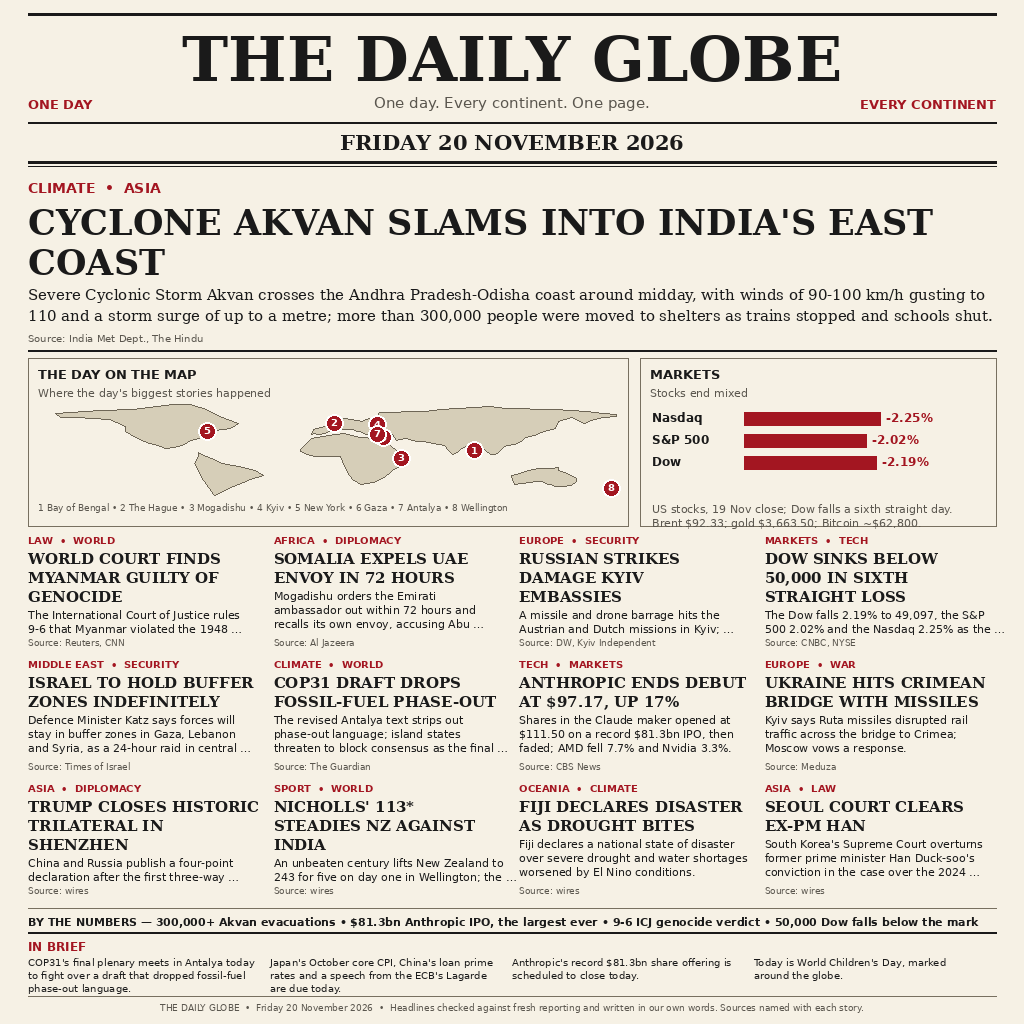 THE DAILY GLOBE
ONE DAY
One day. Every continent. One page.
EVERY CONTINENT
FRIDAY 20 NOVEMBER 2026
CLIMATE • ASIA
CYCLONE AKVAN SLAMS INTO INDIA'S EAST
COAST
Severe Cyclonic Storm Akvan crosses the Andhra Pradesh-Odisha coast around midday, with winds of 90-100 km/h gusting to
110 and a storm surge of up to a metre; more than 300,000 people were moved to shelters as trains stopped and schools shut.
Source: India Met Dept., The Hindu
THE DAY ON THE MAP
Where the day's biggest stories happened
5
2
4
7
3
1
8
1 Bay of Bengal • 2 The Hague • 3 Mogadishu • 4 Kyiv • 5 New York • 6 Gaza • 7 Antalya • 8 Wellington
MARKETS
Stocks end mixed
Nasdaq -2.25%
S&P 500 -2.02%
Dow -2.19%
US stocks, 19 Nov close; Dow falls a sixth straight day.
Brent $92.33; gold $3,663.50; Bitcoin ~$62,800
LAW • WORLD
WORLD COURT FINDS
MYANMAR GUILTY OF
GENOCIDE
The International Court of Justice rules
9-6 that Myanmar violated the 1948 ...
Source: Reuters, CNN
AFRICA • DIPLOMACY
SOMALIA EXPELS UAE
ENVOY IN 72 HOURS
Mogadishu orders the Emirati
ambassador out within 72 hours and
recalls its own envoy, accusing Abu ...
Source: Al Jazeera
EUROPE • SECURITY
RUSSIAN STRIKES
DAMAGE KYIV
EMBASSIES
A missile and drone barrage hits the
Austrian and Dutch missions in Kyiv; ...
Source: DW, Kyiv Independent
MARKETS • TECH
DOW SINKS BELOW
50,000 IN SIXTH
STRAIGHT LOSS
The Dow falls 2.19% to 49,097, the S&P
500 2.02% and the Nasdaq 2.25% as the ...
Source: CNBC, NYSE
MIDDLE EAST • SECURITY
ISRAEL TO HOLD BUFFER
ZONES INDEFINITELY
Defence Minister Katz says forces will
stay in buffer zones in Gaza, Lebanon
and Syria, as a 24-hour raid in central ...
Source: Times of Israel
CLIMATE • WORLD
COP31 DRAFT DROPS
FOSSIL-FUEL PHASE-OUT
The revised Antalya text strips out
phase-out language; island states
threaten to block consensus as the final ...
Source: The Guardian
TECH • MARKETS
ANTHROPIC ENDS DEBUT
AT $97.17, UP 17%
Shares in the Claude maker opened at
$111.50 on a record $81.3bn IPO, then
faded; AMD fell 7.7% and Nvidia 3.3%.
Source: CBS News
EUROPE • WAR
UKRAINE HITS CRIMEAN
BRIDGE WITH MISSILES
Kyiv says Ruta missiles disrupted rail
traffic across the bridge to Crimea;
Moscow vows a response.
Source: Meduza
ASIA • DIPLOMACY
TRUMP CLOSES HISTORIC
TRILATERAL IN
SHENZHEN
China and Russia publish a four-point
declaration after the first three-way ...
Source: wires
SPORT • WORLD
NICHOLLS' 113*
STEADIES NZ AGAINST
INDIA
An unbeaten century lifts New Zealand to
243 for five on day one in Wellington; the ...
Source: wires
OCEANIA • CLIMATE
FIJI DECLARES DISASTER
AS DROUGHT BITES
Fiji declares a national state of disaster
over severe drought and water shortages
worsened by El Nino conditions.
Source: wires
ASIA • LAW
SEOUL COURT CLEARS
EX-PM HAN
South Korea's Supreme Court overturns
former prime minister Han Duck-soo's
conviction in the case over the 2024 ...
Source: wires
BY THE NUMBERS — 300,000+ Akvan evacuations • $81.3bn Anthropic IPO, the largest ever • 9-6 ICJ genocide verdict • 50,000 Dow falls below the mark
IN BRIEF
COP31's final plenary meets in Antalya today
to fight over a draft that dropped fossil-fuel
phase-out language.
Japan's October core CPI, China's loan prime
rates and a speech from the ECB's Lagarde
are due today.
Anthropic's record $81.3bn share offering is
scheduled to close today.
Today is World Children's Day, marked
around the globe.
THE DAILY GLOBE • Friday 20 November 2026 • Headlines checked against fresh reporting and written in our own words. Sources named with each story.